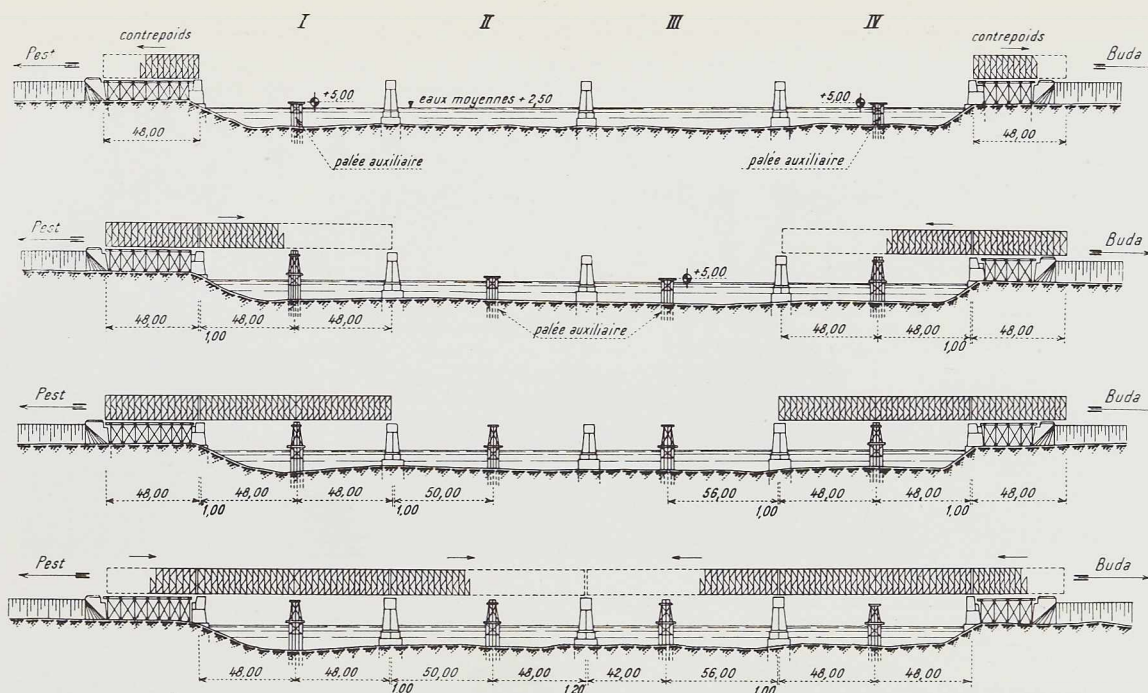 I II III IV
contrepoids contrepoids
Pest Buda
+5,00 eaux moyennes + 2,50 +5,00
48,00 palée auxiliaire palée auxiliaire 48,00
Pest Buda
+5,00
48,00 48,00 48,00 palée auxiliaire 48,00 48,00 48,00
1,00 1,00
Pest Buda
48,00 48,00 48,00 50,00 56,00 48,00 48,00 48,00
1,00 1,00 1,00 1,00
Pest Buda
48,00 48,00 50,00 48,00 42,00 56,00 48,00 48,00
1,00 1,20 1,00